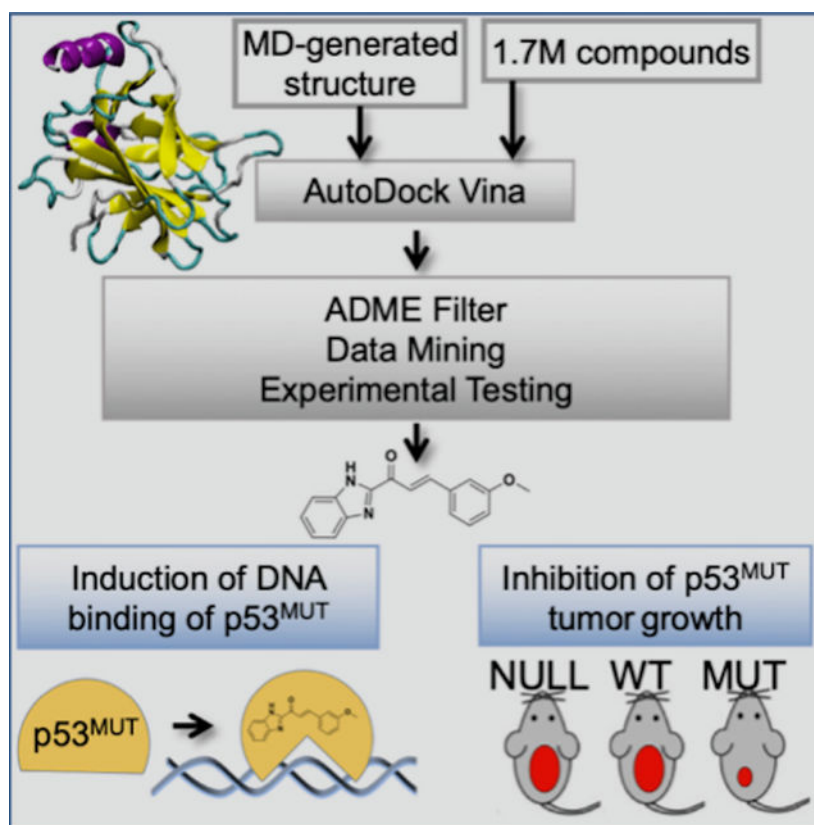 MD-generated
structure
1.7M compounds
AutoDock Vina
ADME Filter
Data Mining
Experimental Testing
H
N
O
N
O
Induction of DNA
binding of p53ᴹᵁᵀ
Inhibition of p53ᴹᵁᵀ
tumor growth
NULL WT MUT
p53ᴹᵁᵀ
H
N
O
N
O